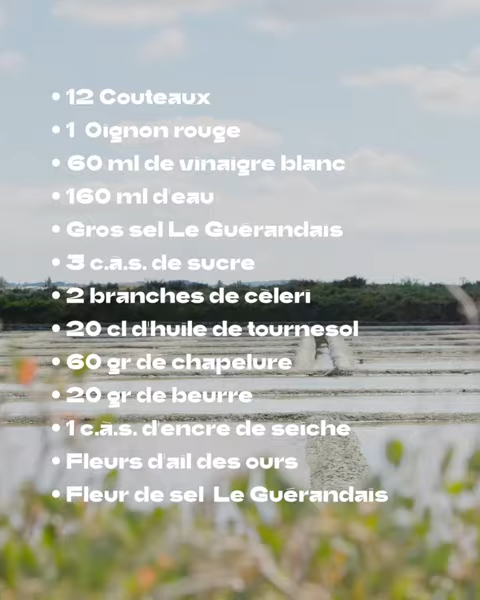 • 12 Couteaux
• 1 Oignon rouge
• 60 ml de vinaigre blanc
• 160 ml d'eau
• Gros sel Le Guérandais
• 3 c.à.s. de sucre
• 2 branches de céleri
• 20 cl d'huile de tournesol
• 60 gr de chapelure
• 20 gr de beurre
• 1 c.à.s. d'encre de seiche
• Fleurs d'ail des ours
• Fleur de sel Le Guérandais